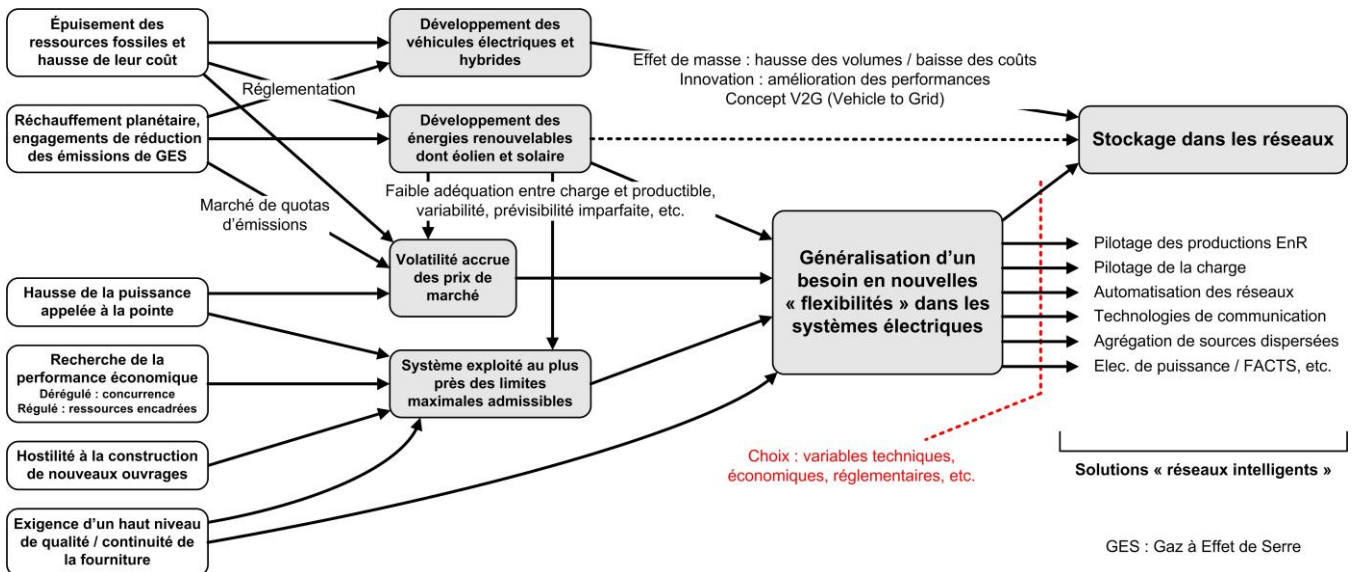 Épuisement des
ressources fossiles et
hausse de leur coût
Développement des
véhicules électriques et
hybrides
Effet de masse : hausse des volumes / baisse des coûts
Innovation : amélioration des performances
Concept V2G (Vehicle to Grid)
Réglementation
Réchauffement planétaire,
engagements de réduction
des émissions de GES
Développement des
énergies renouvelables
dont éolien et solaire
Stockage dans les réseaux
Marché de quotas
d’émissions
Faible adéquation entre charge et productible,
variabilité, prévisibilité imparfaite, etc.
Volatilité accrue
des prix de
marché
Généralisation d’un
besoin en nouvelles
« flexibilités » dans les
systèmes électriques
Pilotage des productions EnR
Pilotage de la charge
Automatisation des réseaux
Technologies de communication
Agrégation de sources dispersées
Elec. de puissance / FACTS, etc.
Hausse de la puissance
appelée à la pointe
Recherche de la
performance économique
Dérégulé : concurrence
Régulé : ressources encadrées
Système exploité au plus
près des limites
maximales admissibles
Hostilité à la construction
de nouveaux ouvrages
Choix : variables techniques,
économiques, réglementaires, etc.
Solutions « réseaux intelligents »
Exigence d’un haut niveau
de qualité / continuité de
la fourniture
GES : Gaz à Effet de Serre